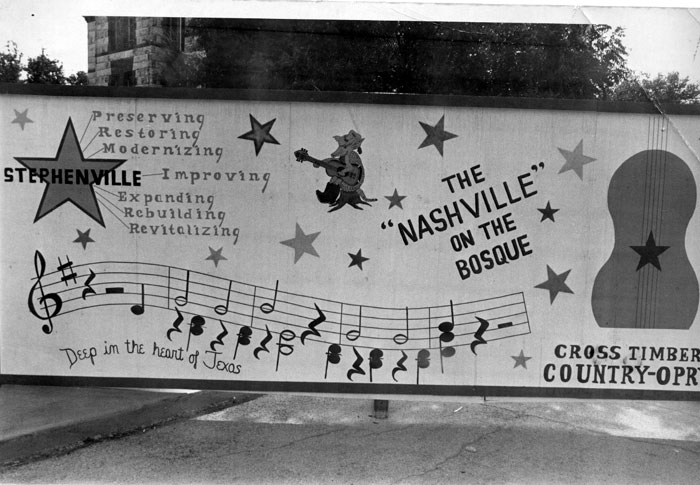 Preserving
Restoring
Modernizing
STEPHENVILLE
Improving
Expanding
Rebuilding
Revitalizing
THE
"NASHVILLE"
ON THE
BOSQUE
Deep in the heart of Texas
CROSS TIMBER
COUNTRY-OPR